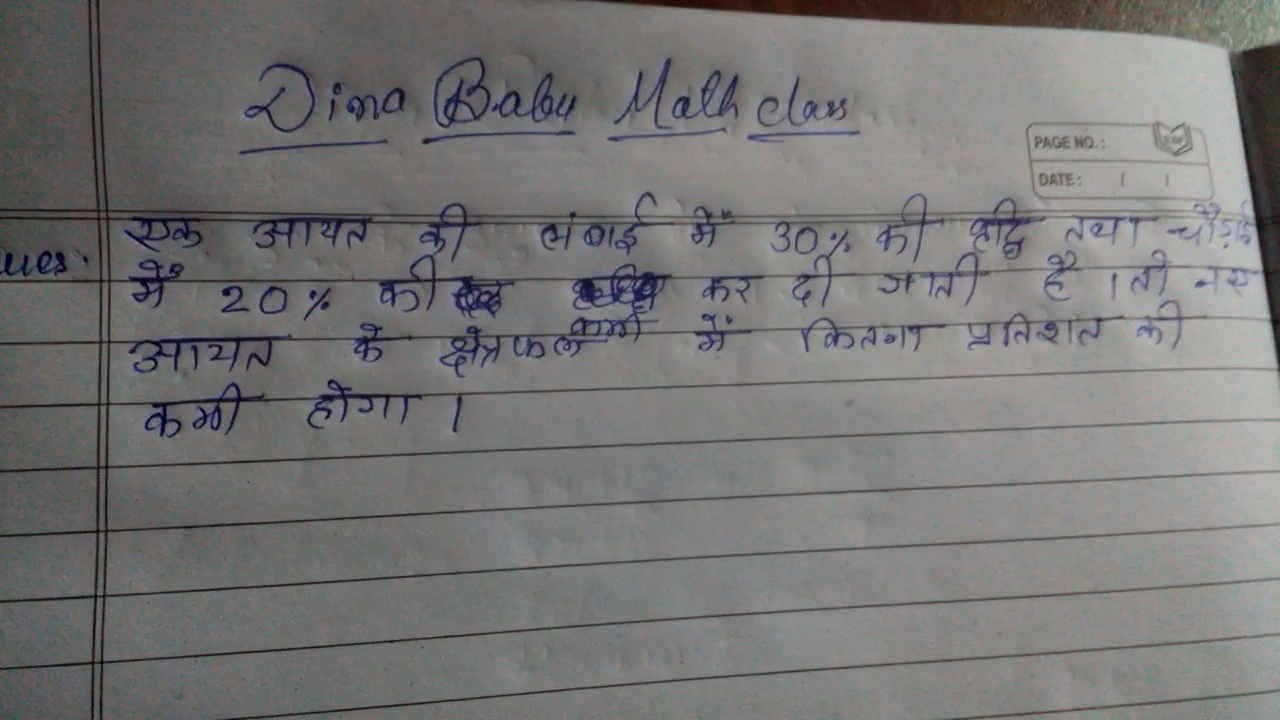 Dina Babu Math class
PAGE NO.:
DATE: / /
एक आयत की लंबाई में 30% की वृद्धि तथा चौड़ाई
में 20% की कमी कर दी जाती है । तो नए
आयत के क्षेत्रफल में कितना प्रतिशत की
कमी होगा ।